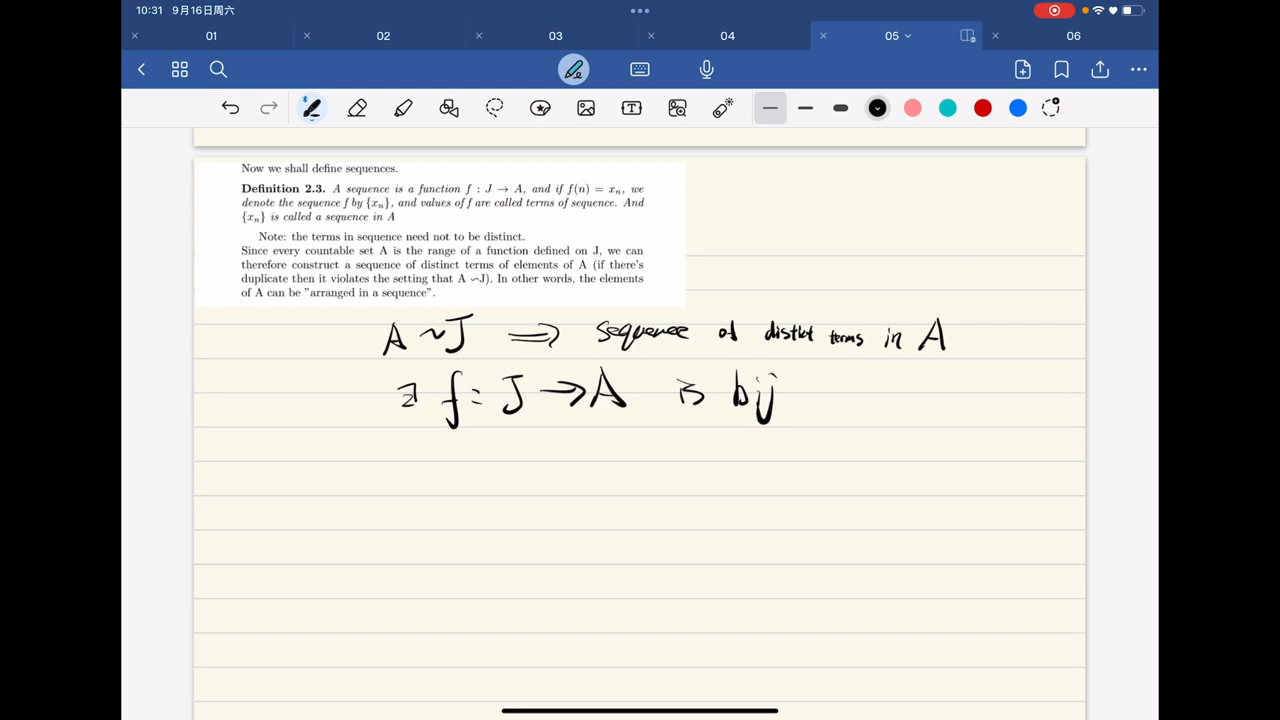 10:31 9月16日周六
01 02 03 04 05 06
Now we shall define sequences.
Definition 2.3. A sequence is a function f : J → A, and if f(n) = xₙ, we
denote the sequence f by {xₙ}, and values of f are called terms of sequence. And
{xₙ} is called a sequence in A
Note: the terms in sequence need not to be distinct.
Since every countable set A is the range of a function defined on J, we can
therefore construct a sequence of distinct terms of elements of A (if there's
duplicate then it violates the setting that A ∽J). In other words, the elements
of A can be "arranged in a sequence".
A ~ J ⟹ sequence of distict terms in A
∃ f : J → A is bij